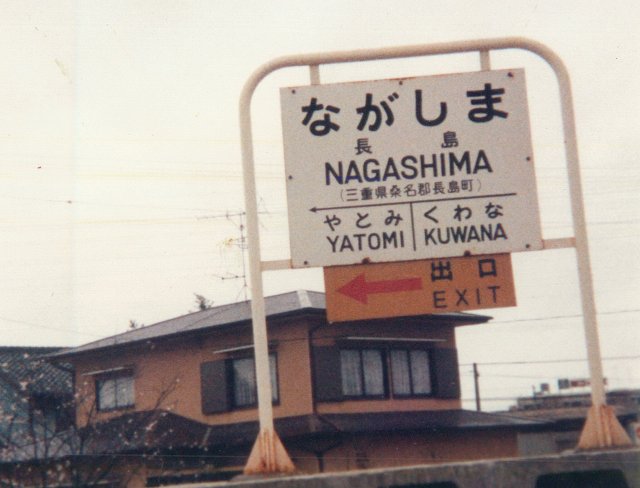 ながしま
長島
NAGASHIMA
(三重県桑名郡長島町)
やとみ くわな
YATOMI KUWANA
出口
EXIT